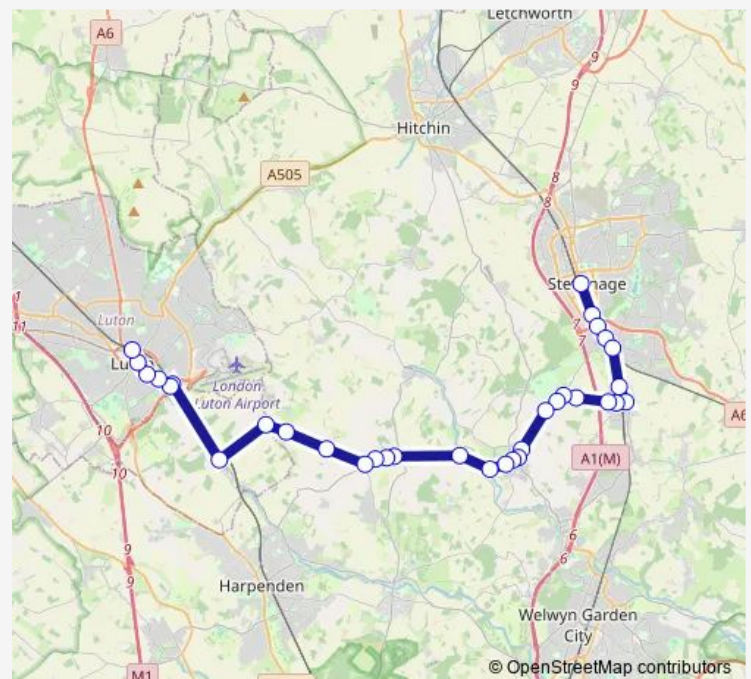 Letchworth
A6
9
9
Hitchin
A505
8
8
Stevenage
7
7
1
11
Luton
Luton
London
Luton Airport
A6
10
10
A1(M)
6
6
9
9
Harpenden
Welwyn Garden
City
M1
© OpenStreetMap contributors